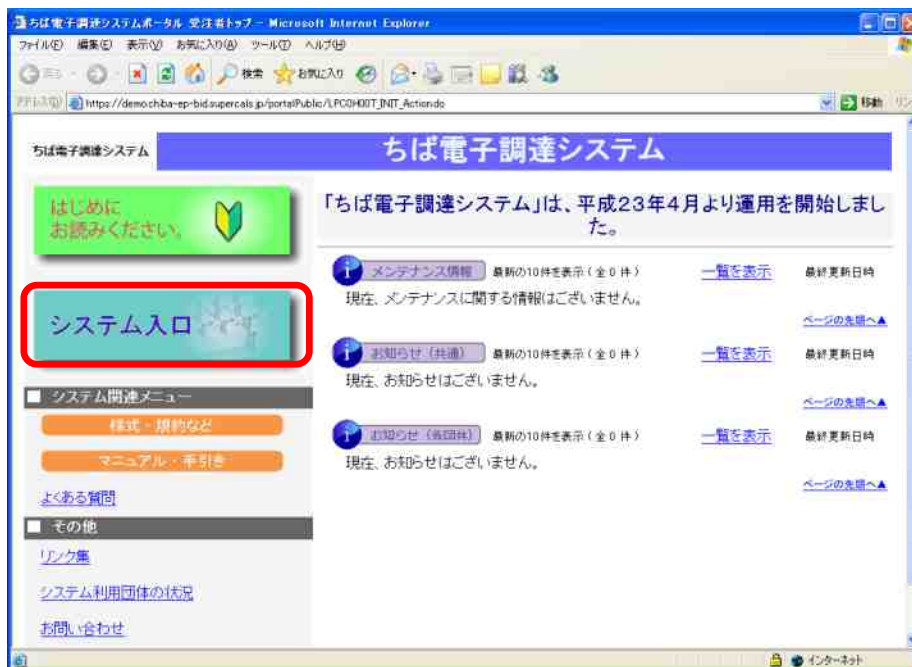 ちば電子調達システムポータル 受注者トップ - Microsoft Internet Explorer
ファイル(F) 編集(E) 表示(V) お気に入り(A) ツール(T) ヘルプ(H)
戻る 検索 お気に入り
アドレス(D) https://demo.chiba-ep-bid.supercals.jp/portalPublic/LPC0H00T_INIT_Action.do 移動
ちば電子調達システム
ちば電子調達システム
はじめに
お読みください。
システム入口
■ システム関連メニュー
様式・規約など
マニュアル・手引き
よくある質問
■ その他
リンク集
システム利用団体の状況
お問い合わせ
「ちば電子調達システム」は、平成23年4月より運用を開始しまし
た。
メンテナンス情報 最新の10件を表示(全 0 件) 一覧を表示 最終更新日時
現在、メンテナンスに関する情報はございません。
ページの先頭へ▲
お知らせ(共通) 最新の10件を表示(全 0 件) 一覧を表示 最終更新日時
現在、お知らせはございません。
ページの先頭へ▲
お知らせ(各団体) 最新の10件を表示(全 0 件) 一覧を表示 最終更新日時
現在、お知らせはございません。
ページの先頭へ▲
インターネット